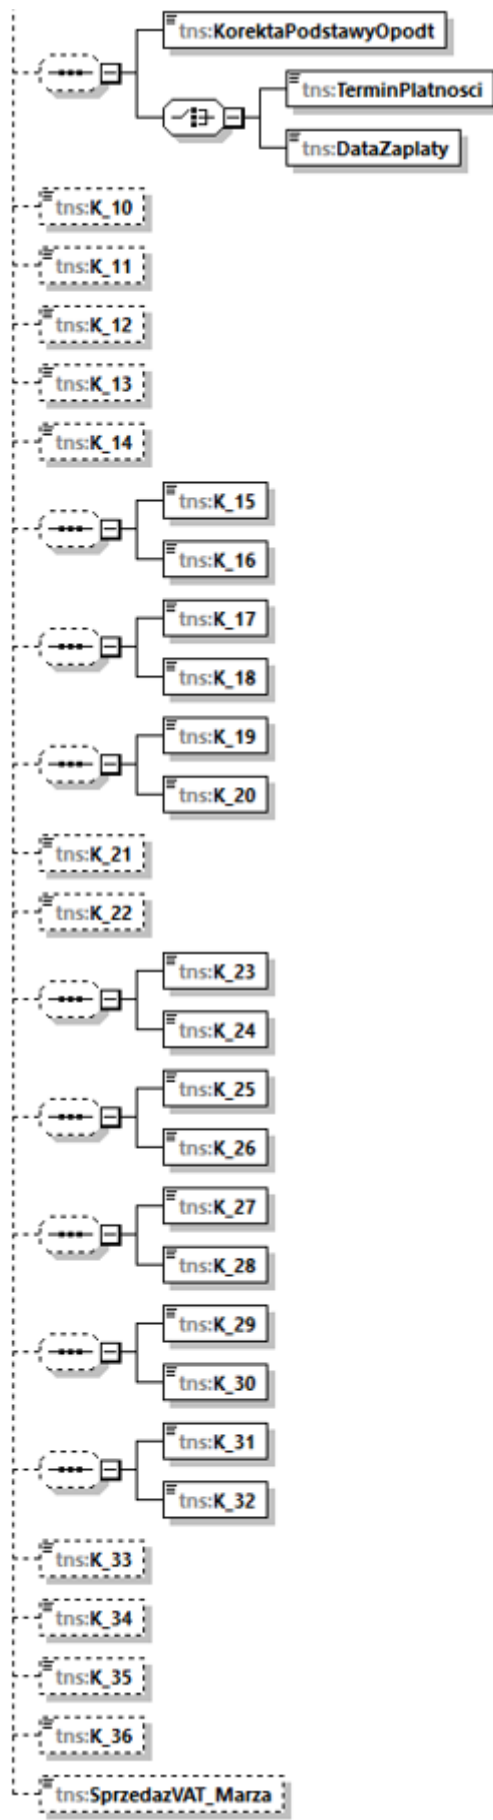 tns:KorektaPodstawyOpodt
tns:TerminPlatnosci
tns:DataZaplaty
tns:K_10
tns:K_11
tns:K_12
tns:K_13
tns:K_14
tns:K_15
tns:K_16
tns:K_17
tns:K_18
tns:K_19
tns:K_20
tns:K_21
tns:K_22
tns:K_23
tns:K_24
tns:K_25
tns:K_26
tns:K_27
tns:K_28
tns:K_29
tns:K_30
tns:K_31
tns:K_32
tns:K_33
tns:K_34
tns:K_35
tns:K_36
tns:SprzedazVAT_Marza